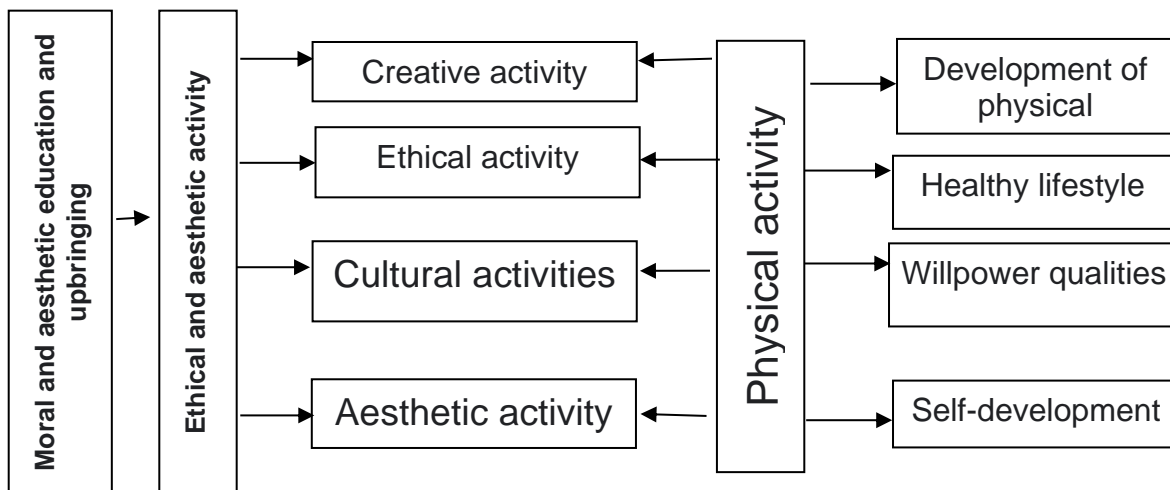 Moral and aesthetic education and
upbringing
Ethical and aesthetic activity
Creative activity
Ethical activity
Cultural activities
Aesthetic activity
Physical activity
Development of
physical
Healthy lifestyle
Willpower qualities
Self-development